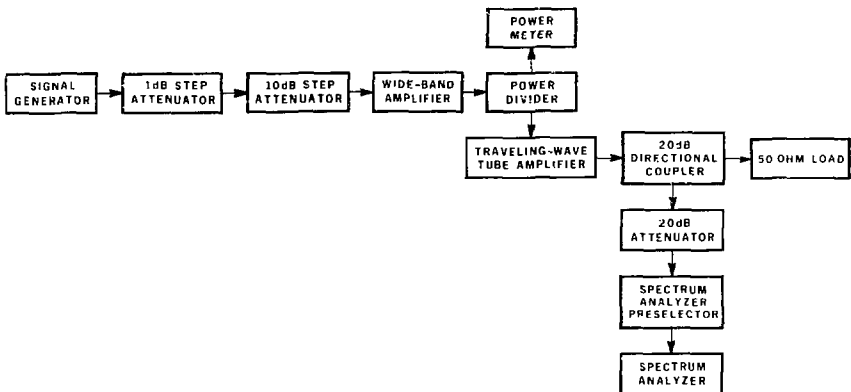 POWER
METER
SIGNAL
GENERATOR
1dB STEP
ATTENUATOR
10dB STEP
ATTENUATOR
WIDE-BAND
AMPLIFIER
POWER
DIVIDER
TRAVELING-WAVE
TUBE AMPLIFIER
20dB
DIRECTIONAL
COUPLER
50 OHM LOAD
20dB
ATTENUATOR
SPECTRUM
ANALYZER
PRESELECTOR
SPECTRUM
ANALYZER